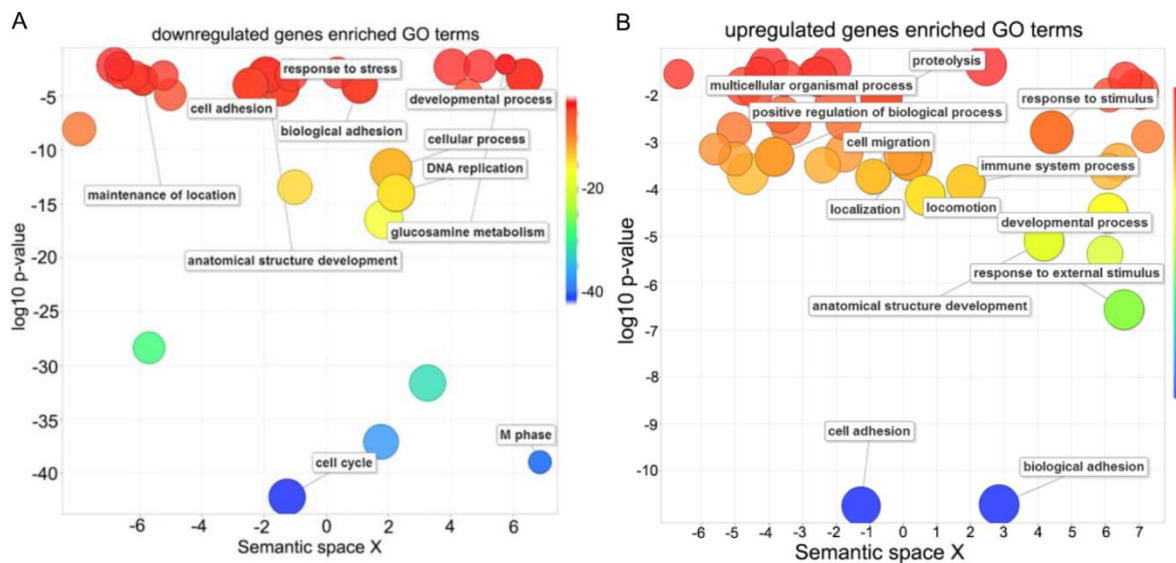 A
downregulated genes enriched GO terms
response to stress
cell adhesion
developmental process
biological adhesion
cellular process
DNA replication
maintenance of location
glucosamine metabolism
anatomical structure development
M phase
cell cycle
log10 p-value
-5
-10
-15
-20
-25
-30
-35
-40
-20
-40
-6
-4
-2
0
2
4
6
Semantic space X
B
upregulated genes enriched GO terms
proteolysis
multicellular organismal process
response to stimulus
positive regulation of biological process
cell migration
immune system process
localization
locomotion
developmental process
response to external stimulus
anatomical structure development
cell adhesion
biological adhesion
log10 p-value
-2
-3
-4
-5
-6
-7
-8
-9
-10
-6
-5
-4
-3
-2
-1
0
1
2
3
4
5
6
7
Semantic space X